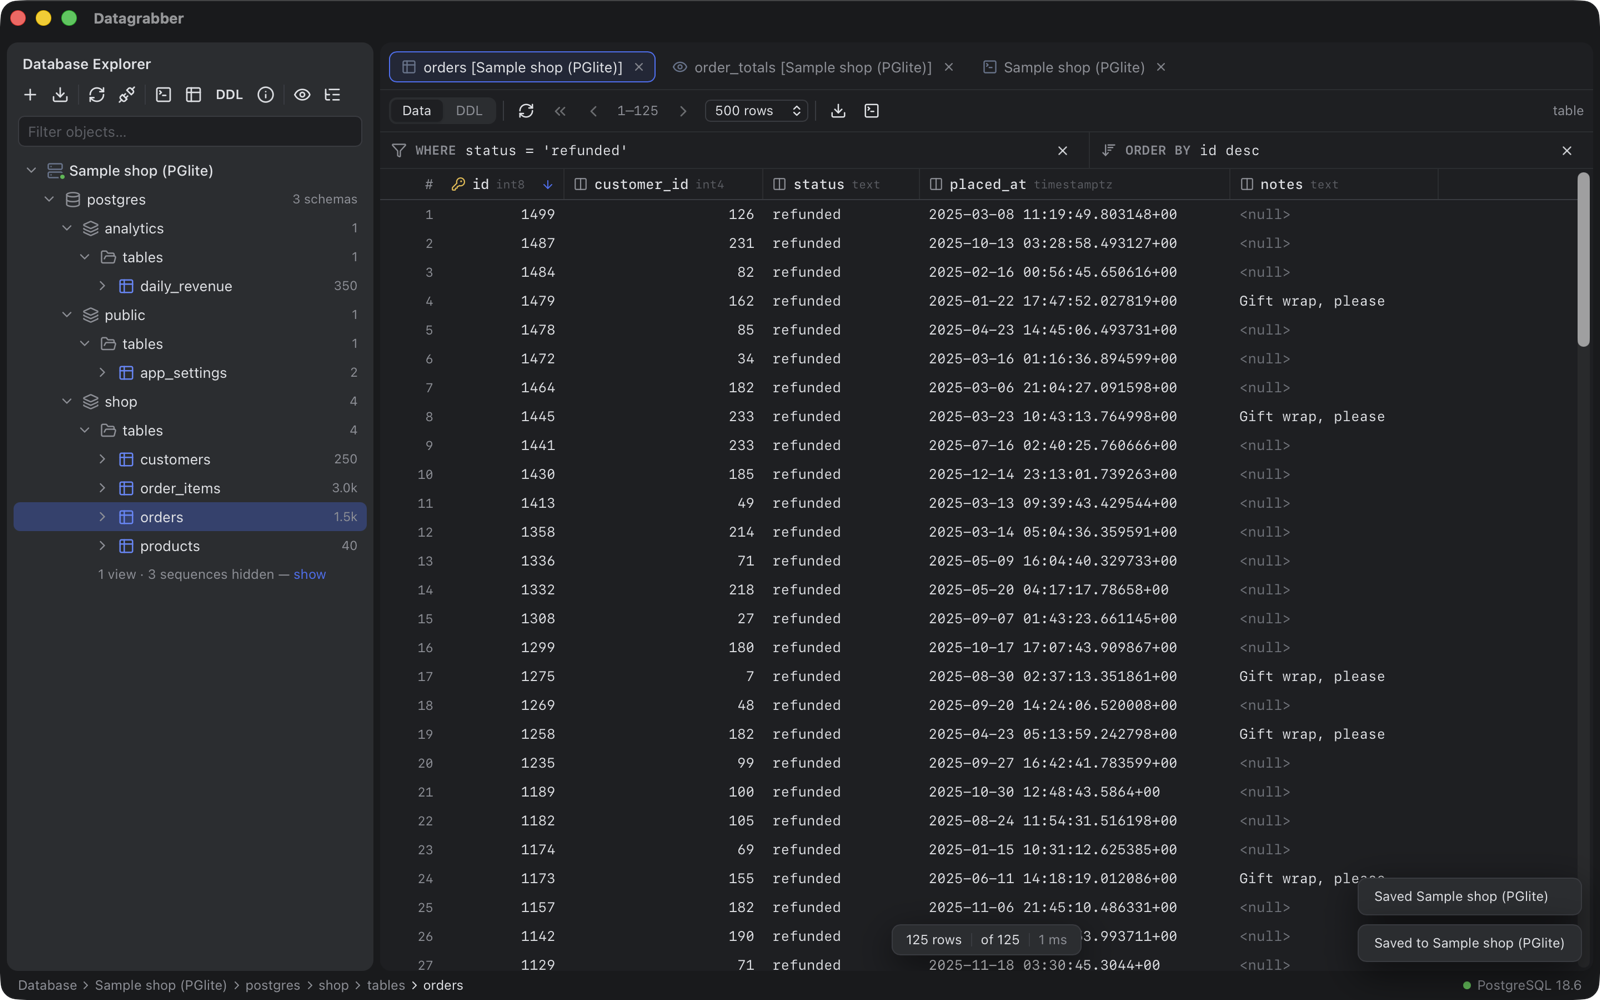 Datagrabber
Database Explorer
DDL
Filter objects...
Sample shop (PGlite)
postgres 3 schemas
analytics 1
tables 1
daily_revenue 350
public 1
tables 1
app_settings 2
shop 4
tables 4
customers 250
order_items 3.0k
orders 1.5k
products 40
1 view · 3 sequences hidden — show
orders [Sample shop (PGlite)] order_totals [Sample shop (PGlite)] Sample shop (PGlite)
Data DDL 1–125 500 rows table
WHERE status = 'refunded' ORDER BY id desc
# id int8 customer_id int4 status text placed_at timestamptz notes text
1 1499 126 refunded 2025-03-08 11:19:49.803148+00 <null>
2 1487 231 refunded 2025-10-13 03:28:58.493127+00 <null>
3 1484 82 refunded 2025-02-16 00:56:45.650616+00 <null>
4 1479 162 refunded 2025-01-22 17:47:52.027819+00 Gift wrap, please
5 1478 85 refunded 2025-04-23 14:45:06.493731+00 <null>
6 1472 34 refunded 2025-03-16 01:16:36.894599+00 <null>
7 1464 182 refunded 2025-03-06 21:04:27.091598+00 <null>
8 1445 233 refunded 2025-03-23 10:43:13.764998+00 Gift wrap, please
9 1441 233 refunded 2025-07-16 02:40:25.760666+00 <null>
10 1430 185 refunded 2025-12-14 23:13:01.739263+00 <null>
11 1413 49 refunded 2025-03-13 09:39:43.429544+00 <null>
12 1358 214 refunded 2025-03-14 05:04:36.359591+00 <null>
13 1336 71 refunded 2025-05-09 16:04:40.329733+00 <null>
14 1332 218 refunded 2025-05-20 04:17:17.78658+00 <null>
15 1308 27 refunded 2025-09-07 01:43:23.661145+00 <null>
16 1299 180 refunded 2025-10-17 17:07:43.909867+00 <null>
17 1275 7 refunded 2025-08-30 02:37:13.351861+00 Gift wrap, please
18 1269 48 refunded 2025-09-20 14:24:06.520008+00 <null>
19 1258 182 refunded 2025-04-23 05:13:59.242798+00 Gift wrap, please
20 1235 99 refunded 2025-09-27 16:42:41.783599+00 <null>
21 1189 100 refunded 2025-10-30 12:48:43.5864+00 <null>
22 1182 105 refunded 2025-08-24 11:54:31.516198+00 <null>
23 1174 69 refunded 2025-01-15 10:31:12.625385+00 <null>
24 1173 155 refunded 2025-06-11 14:18:19.012086+00 Gift wrap, please
25 1157 182 refunded 2025-11-06 21:45:10.486331+00 <null>
26 1142 190 refunded 3.993711+00 <null>
27 1129 71 refunded 2025-11-18 03:30:45.3044+00 <null>
125 rows of 125 1 ms
Saved Sample shop (PGlite)
Saved to Sample shop (PGlite)
Database > Sample shop (PGlite) > postgres > shop > tables > orders
PostgreSQL 18.6